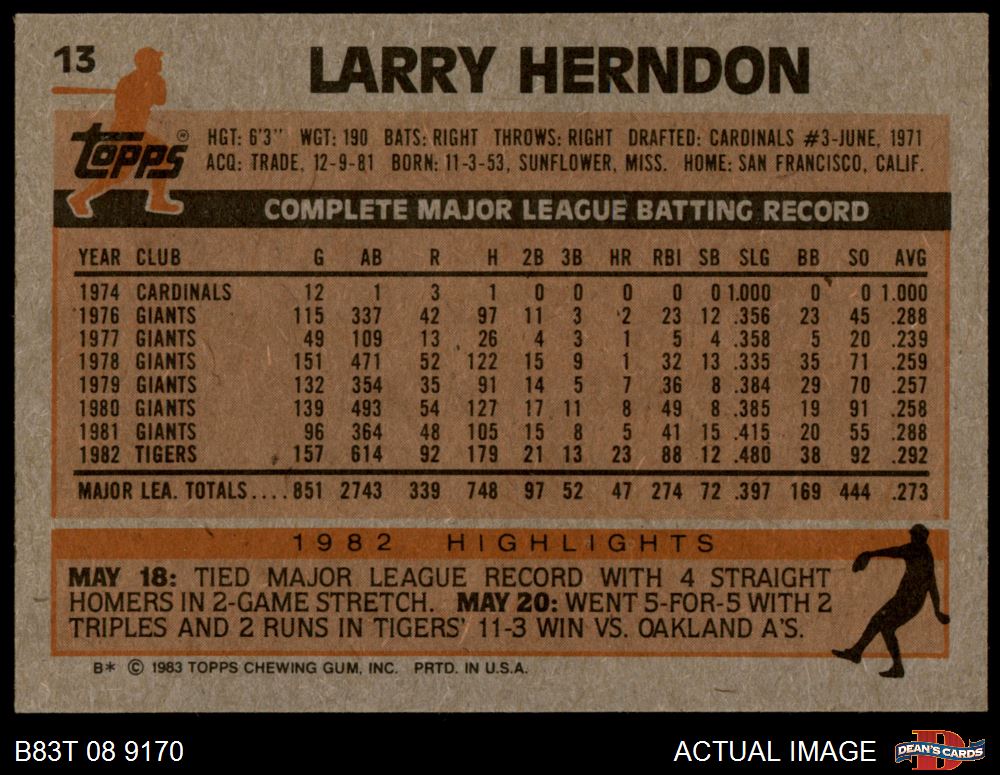 13
LARRY HERNDON
topps®
HGT: 6'3" WGT: 190 BATS: RIGHT THROWS: RIGHT DRAFTED: CARDINALS #3-JUNE, 1971
ACQ: TRADE, 12-9-81 BORN: 11-3-53, SUNFLOWER, MISS. HOME: SAN FRANCISCO, CALIF.
COMPLETE MAJOR LEAGUE BATTING RECORD
YEAR CLUB G AB R H 2B 3B HR RBI SB SLG BB SO AVG
1974 CARDINALS 12 1 3 1 0 0 0 0 0 1.000 0 0 1.000
1976 GIANTS 115 337 42 97 11 3 2 23 12 .356 23 45 .288
1977 GIANTS 49 109 13 26 4 3 1 5 4 .358 5 20 .239
1978 GIANTS 151 471 52 122 15 9 1 32 13 .335 35 71 .259
1979 GIANTS 132 354 35 91 14 5 7 36 8 .384 29 70 .257
1980 GIANTS 139 493 54 127 17 11 8 49 8 .385 19 91 .258
1981 GIANTS 96 364 48 105 15 8 5 41 15 .415 20 55 .288
1982 TIGERS 157 614 92 179 21 13 23 88 12 .480 38 92 .292
MAJOR LEA. TOTALS....851 2743 339 748 97 52 47 274 72 .397 169 444 .273
1982 HIGHLIGHTS
MAY 18: TIED MAJOR LEAGUE RECORD WITH 4 STRAIGHT
HOMERS IN 2-GAME STRETCH. MAY 20: WENT 5-FOR-5 WITH 2
TRIPLES AND 2 RUNS IN TIGERS' 11-3 WIN VS. OAKLAND A'S.
B* © 1983 TOPPS CHEWING GUM, INC. PRTD. IN U.S.A.
B83T 08 9170
ACTUAL IMAGE
DEAN'S CARDS